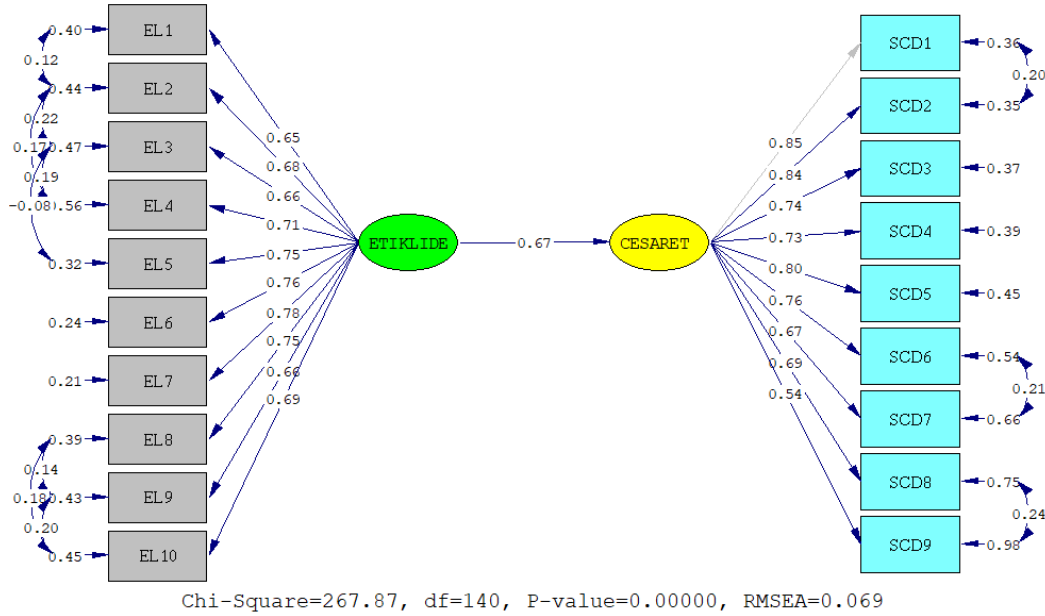 0.40 EL1
0.12
0.44 EL2
0.22
0.17 0.47 EL3
0.19
-0.08 0.56 EL4
0.32 EL5
0.24 EL6
0.21 EL7
0.39 EL8
0.14
0.18 0.43 EL9
0.20
0.45 EL10
0.65
0.68
0.66
0.71
0.75
0.76
0.78
0.75
0.66
0.69
ETIKLIDE 0.67 CESARET
0.85
0.84
0.74
0.73
0.80
0.76
0.67
0.69
0.54
SCD1 0.36
0.20
SCD2 0.35
SCD3 0.37
SCD4 0.39
SCD5 0.45
SCD6 0.54
0.21
SCD7 0.66
SCD8 0.75
0.24
SCD9 0.98
Chi-Square=267.87, df=140, P-value=0.00000, RMSEA=0.069